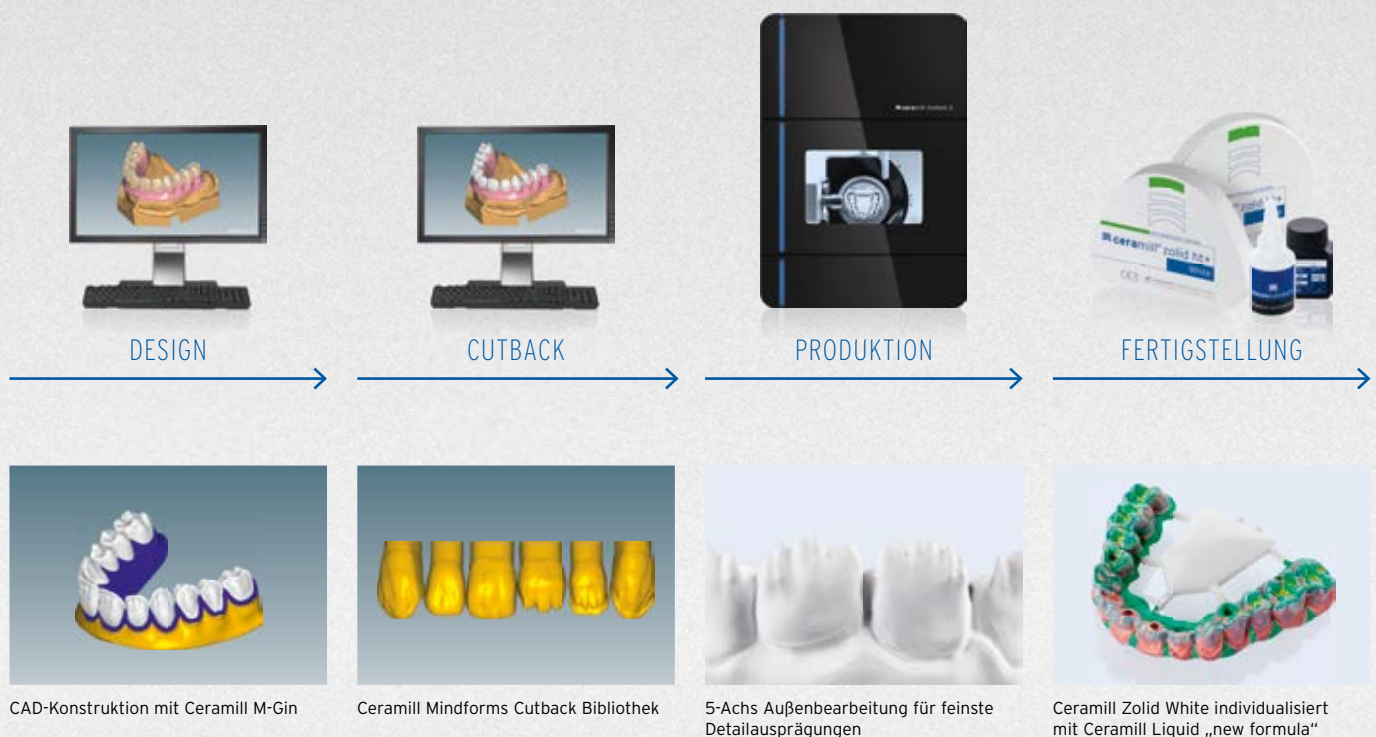 ceramill zolid ht+
White
DESIGN
CUTBACK
PRODUKTION
FERTIGSTELLUNG
CAD-Konstruktion mit Ceramill M-Gin
Ceramill Mindforms Cutback Bibliothek
5-Achs Außenbearbeitung für feinste
Detailausprägungen
Ceramill Zolid White individualisiert
mit Ceramill Liquid „new formula“